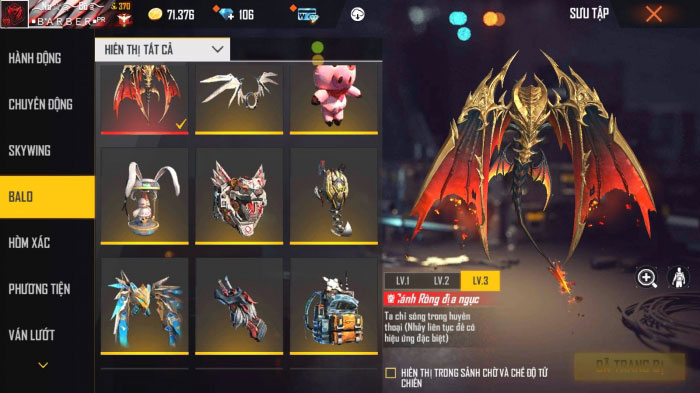 370
BARBER PR
71.376
106
SƯU TẬP
HÀNH ĐỘNG
HIỂN THỊ TẤT CẢ
CHUYỂN ĐỘNG
SKYWING
BALO
HÒM XÁC
PHƯƠNG TIỆN
VÁN LƯỚT
LV.1 LV.2 LV.3
Cánh Rồng địa ngục
Ta chỉ sống trong huyền
thoại (Nhảy liên tục để có
hiệu ứng đặc biệt)
ĐÃ TRANG BỊ
HIỂN THỊ TRONG SẢNH CHỜ VÀ CHẾ ĐỘ TỬ
CHIẾN